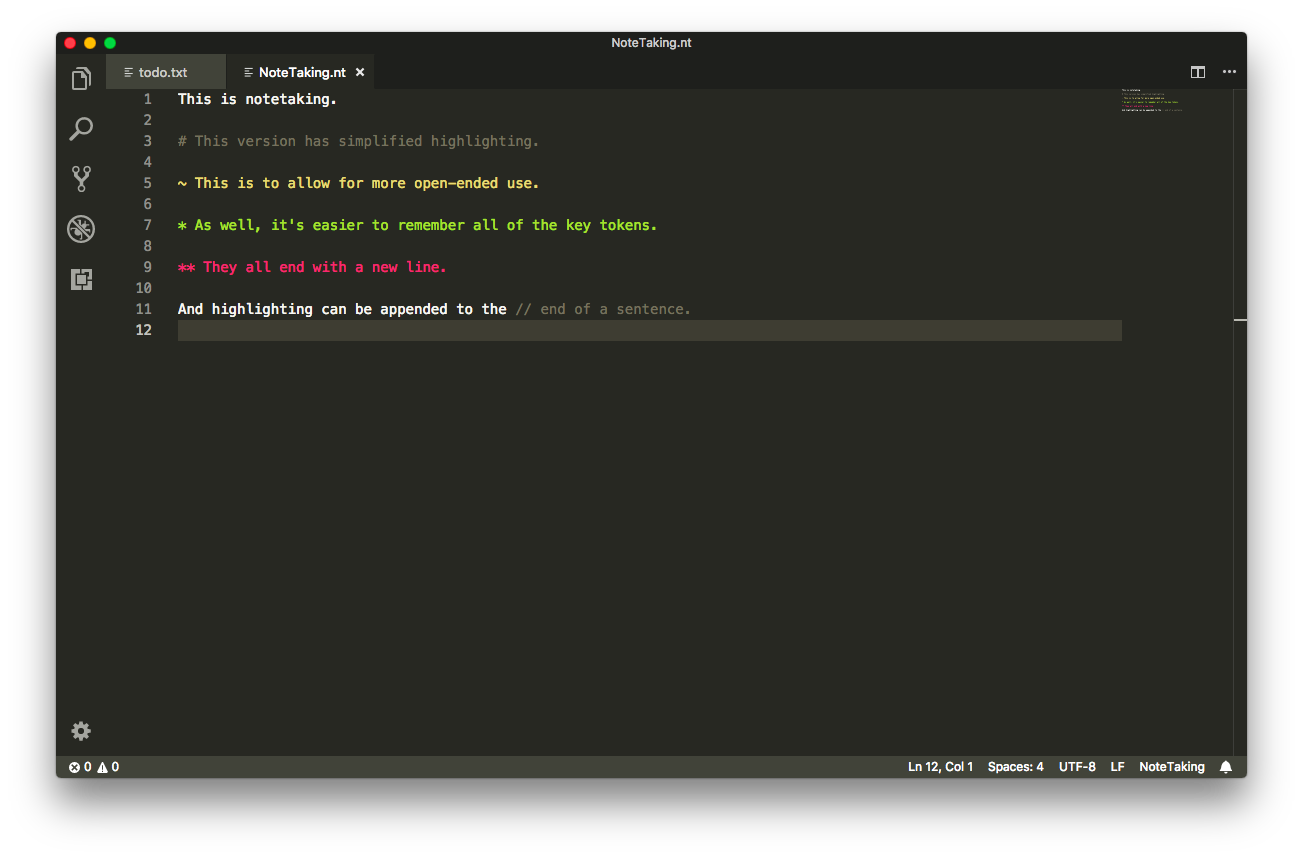 NoteTaking.nt
todo.txt
NoteTaking.nt
1 This is notetaking.
2
3 # This version has simplified highlighting.
4
5 ~ This is to allow for more open-ended use.
6
7 * As well, it's easier to remember all of the key tokens.
8
9 ** They all end with a new line.
10
11 And highlighting can be appended to the // end of a sentence.
12
0 0 Ln 12, Col 1 Spaces: 4 UTF-8 LF NoteTaking